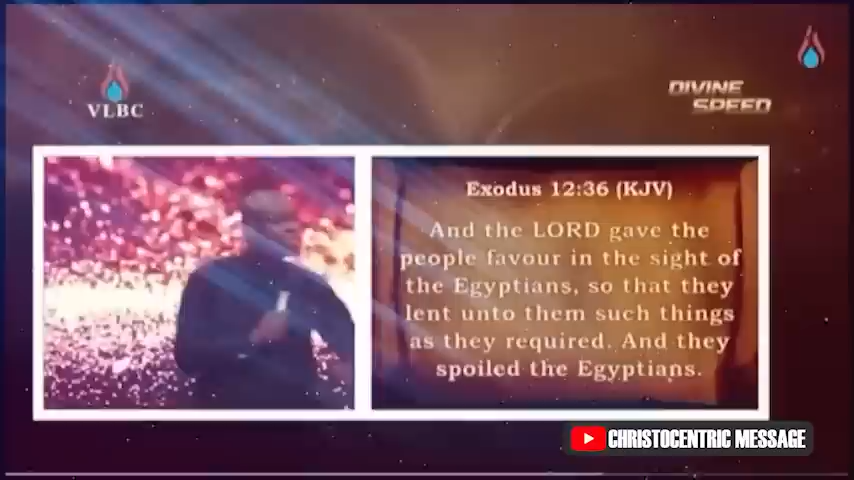 VLBC
DIVINE
SPEED
Exodus 12:36 (KJV)
And the LORD gave the
people favour in the sight of
the Egyptians, so that they
lent unto them such things
as they required. And they
spoiled the Egyptians.
CHRISTOCENTRIC MESSAGE